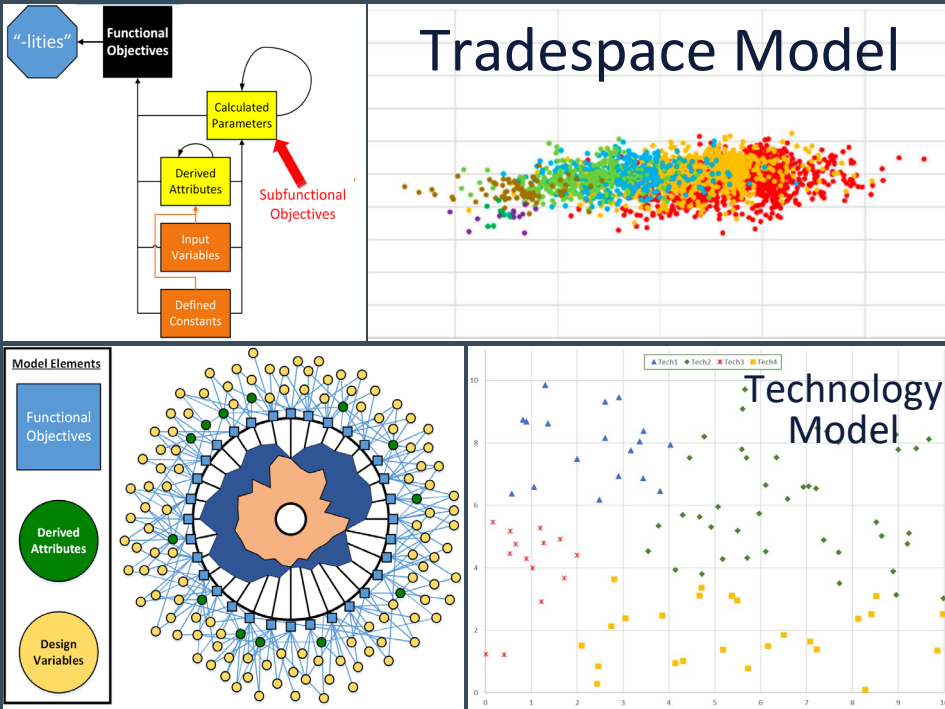 “-lities”
Functional
Objectives
Calculated
Parameters
Derived
Attributes
Subfunctional
Objectives
Input
Variables
Defined
Constants
Tradespace Model
Model Elements
Functional
Objectives
Derived
Attributes
Design
Variables
Tech1 Tech2 Tech3 Tech4
Technology
Model
10
8
6
4
2
0
0 1 2 3 4 5 6 7 8 9 10